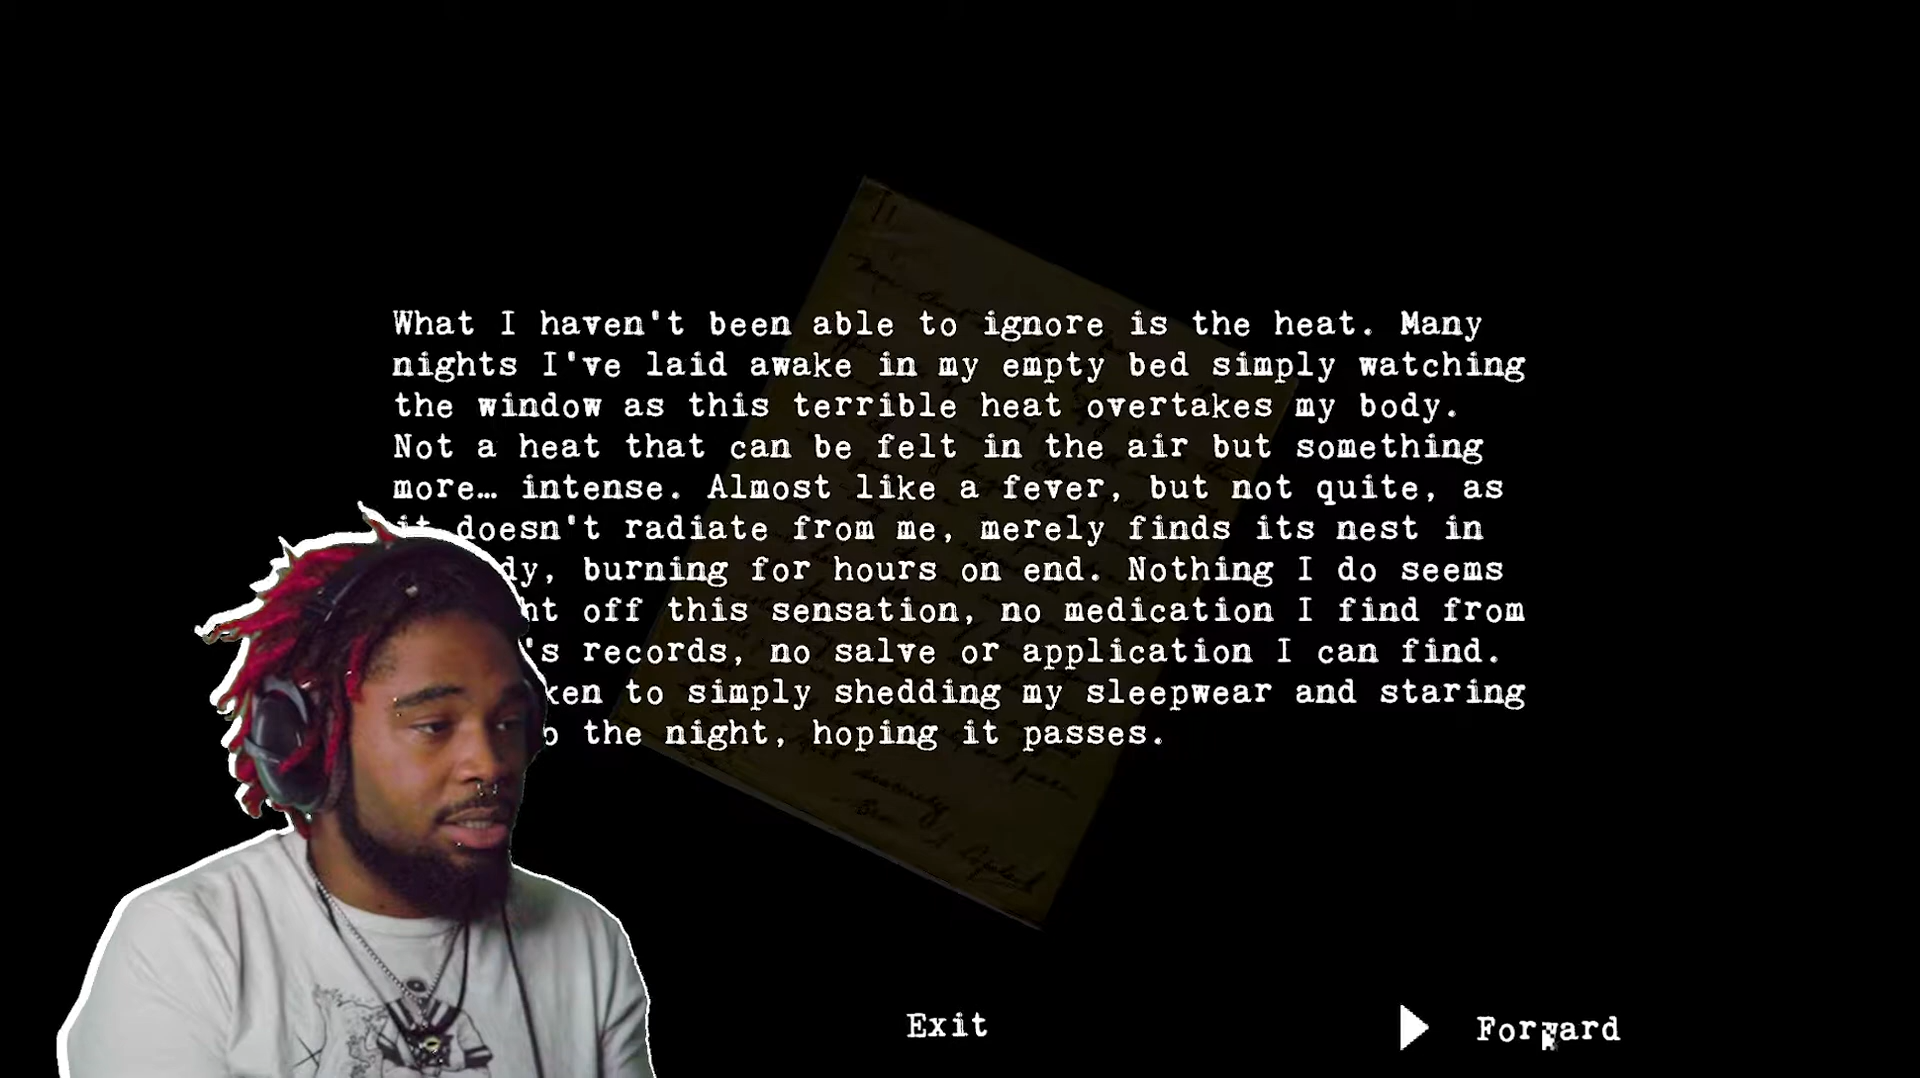 What I haven't been able to ignore is the heat. Many
nights I've laid awake in my empty bed simply watching
the window as this terrible heat overtakes my body.
Not a heat that can be felt in the air but something
more… intense. Almost like a fever, but not quite, as
it doesn't radiate from me, merely finds its nest in
burning for hours on end. Nothing I do seems
off this sensation, no medication I find from
records, no salve or application I can find.
to simply shedding my sleepwear and staring
the night, hoping it passes.
Exit
Forward